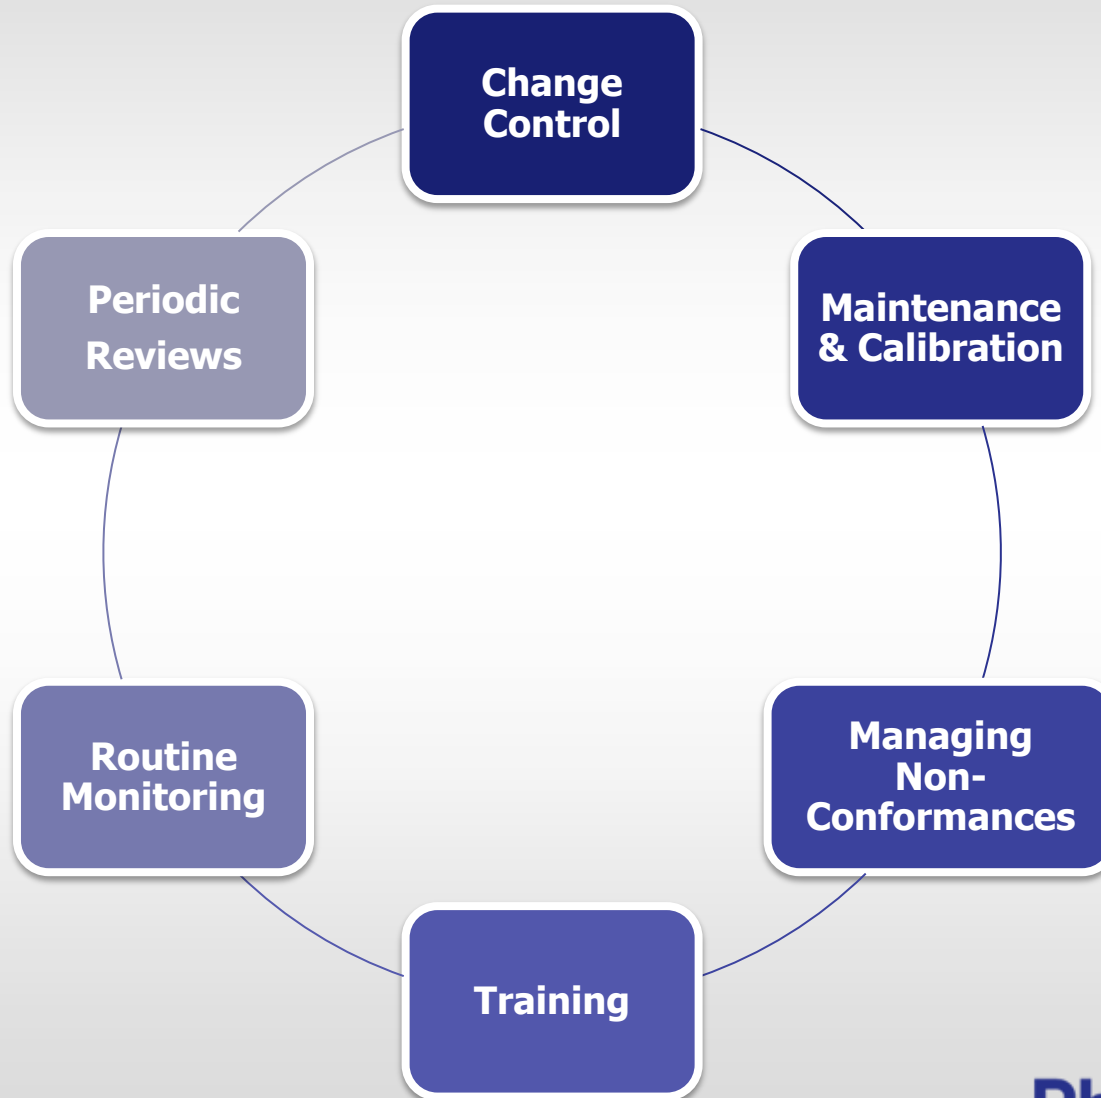 Change
Control
Maintenance
& Calibration
Managing
Non-
Conformances
Training
Routine
Monitoring
Periodic
Reviews